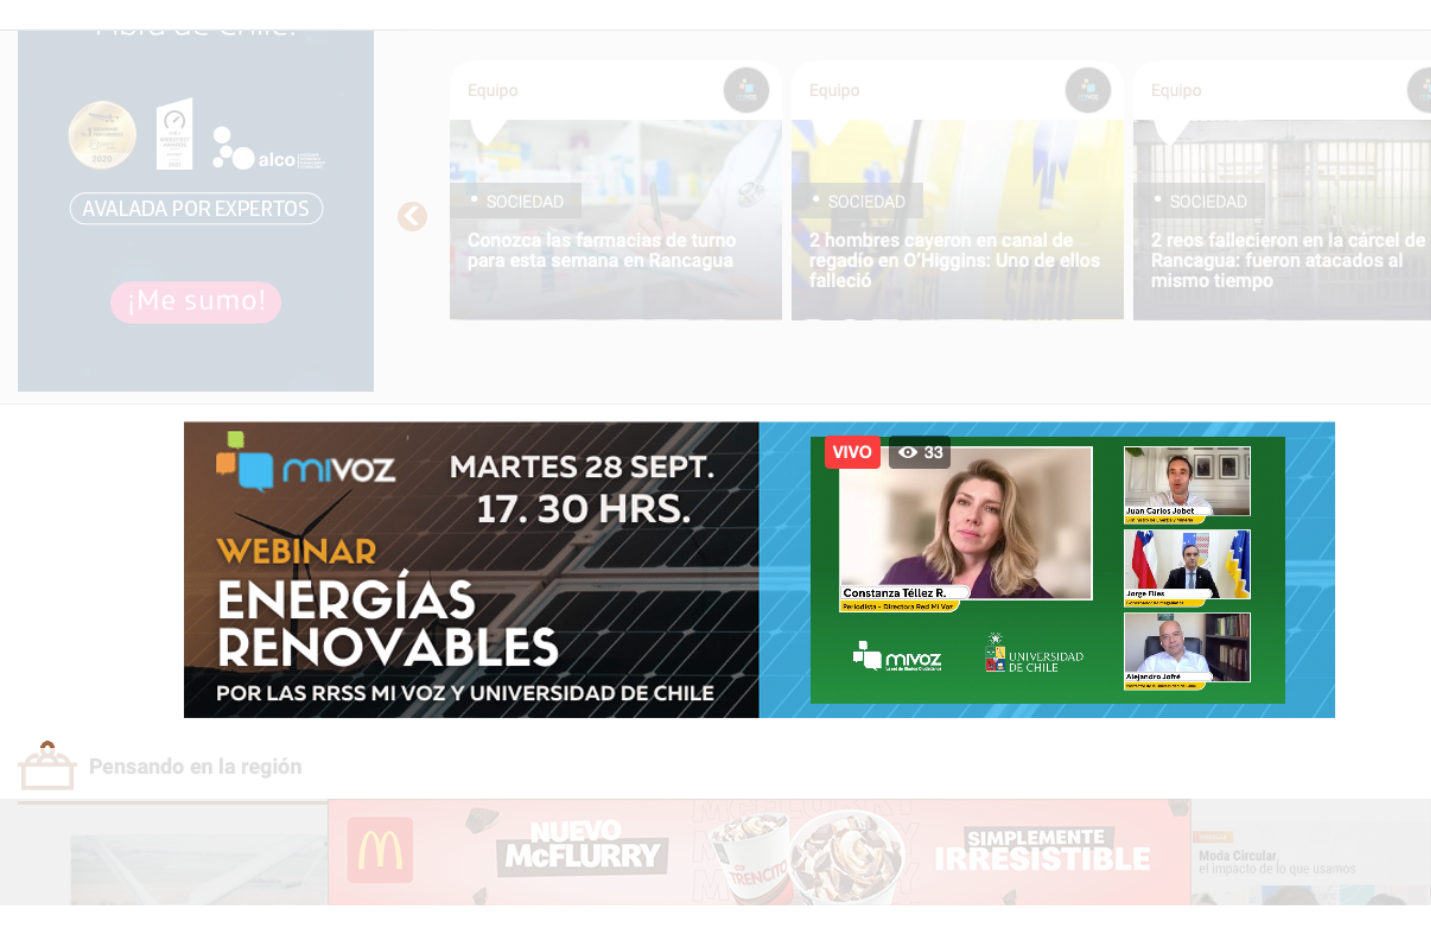 Fibra de Chile!
2020
alco
AVALADA POR EXPERTOS
¡Me sumo!
Equipo
SOCIEDAD
Conozca las farmacias de turno
para esta semana en Rancagua
Equipo
SOCIEDAD
2 hombres cayeron en canal de
regadío en O'Higgins: Uno de ellos
falleció
Equipo
SOCIEDAD
2 reos fallecieron en la cárcel de
Rancagua: fueron atacados al
mismo tiempo
mivoz
MARTES 28 SEPT.
17. 30 HRS.
WEBINAR
ENERGÍAS
RENOVABLES
POR LAS RRSS MI VOZ Y UNIVERSIDAD DE CHILE
VIVO
33
Constanza Téllez R.
Periodista - Directora Red Mi Voz
Juan Carlos Jobet
Jorge Flies
Alejandro Jofré
mivoz
UNIVERSIDAD
DE CHILE
Pensando en la región
NUEVO
McFLURRY
TRENCITO
SIMPLEMENTE
IRRESISTIBLE
Moda Circular,
el impacto de lo que usamos